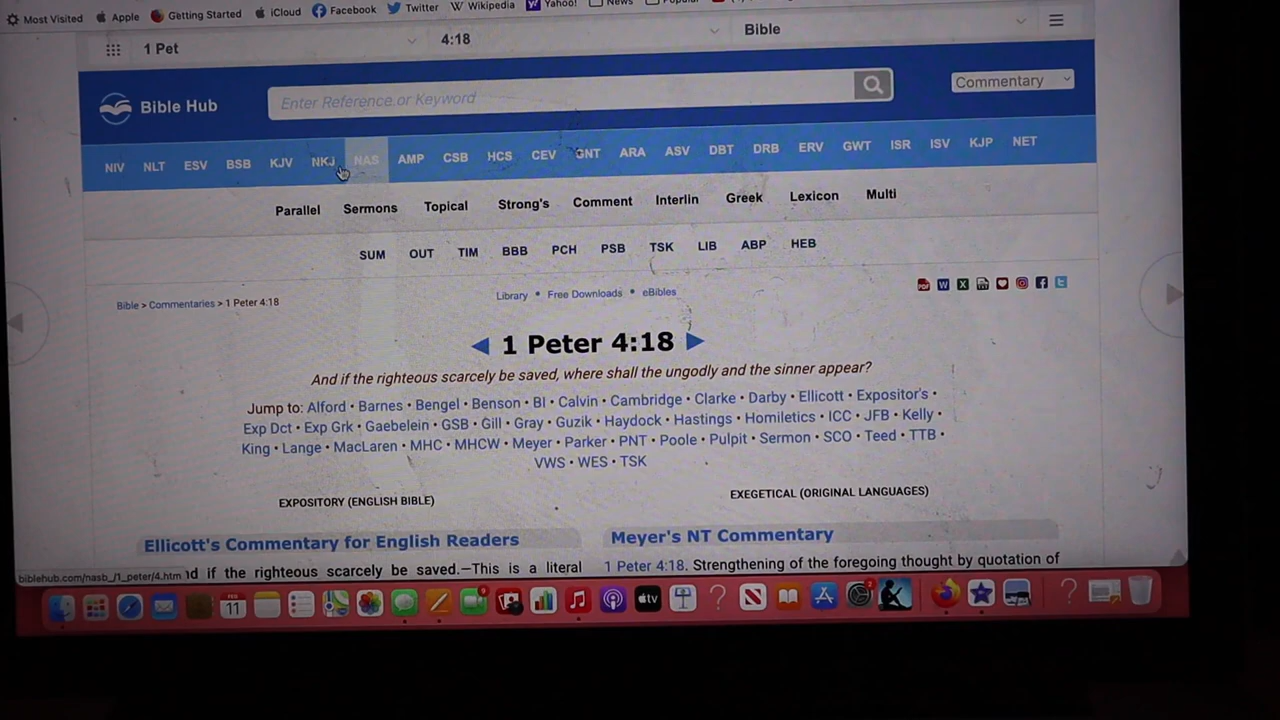 Most Visited Apple Getting Started iCloud Facebook Twitter Wikipedia Yahoo! News
1 Pet 4:18 Bible
Bible Hub Enter Reference or Keyword Commentary
NIV NLT ESV BSB KJV NKJ NAS AMP CSB HCS CEV GNT ARA ASV DBT DRB ERV GWT ISR ISV KJP NET
Parallel Sermons Topical Strong's Comment Interlin Greek Lexicon Multi
SUM OUT TIM BBB PCH PSB TSK LIB ABP HEB
Bible > Commentaries > 1 Peter 4:18
Library • Free Downloads • eBibles
◄ 1 Peter 4:18 ►
And if the righteous scarcely be saved, where shall the ungodly and the sinner appear?
Jump to: Alford • Barnes • Bengel • Benson • BI • Calvin • Cambridge • Clarke • Darby • Ellicott • Expositor's •
Exp Dct • Exp Grk • Gaebelein • GSB • Gill • Gray • Guzik • Haydock • Hastings • Homiletics • ICC • JFB • Kelly •
King • Lange • MacLaren • MHC • MHCW • Meyer • Parker • PNT • Poole • Pulpit • Sermon • SCO • Teed • TTB •
VWS • WES • TSK
EXPOSITORY (ENGLISH BIBLE)
EXEGETICAL (ORIGINAL LANGUAGES)
Ellicott's Commentary for English Readers
if the righteous scarcely be saved.—This is a literal
Meyer's NT Commentary
1 Peter 4:18. Strengthening of the foregoing thought by quotation of
biblehub.com/nasb_/1_peter/4.htm
FEB
11
tv